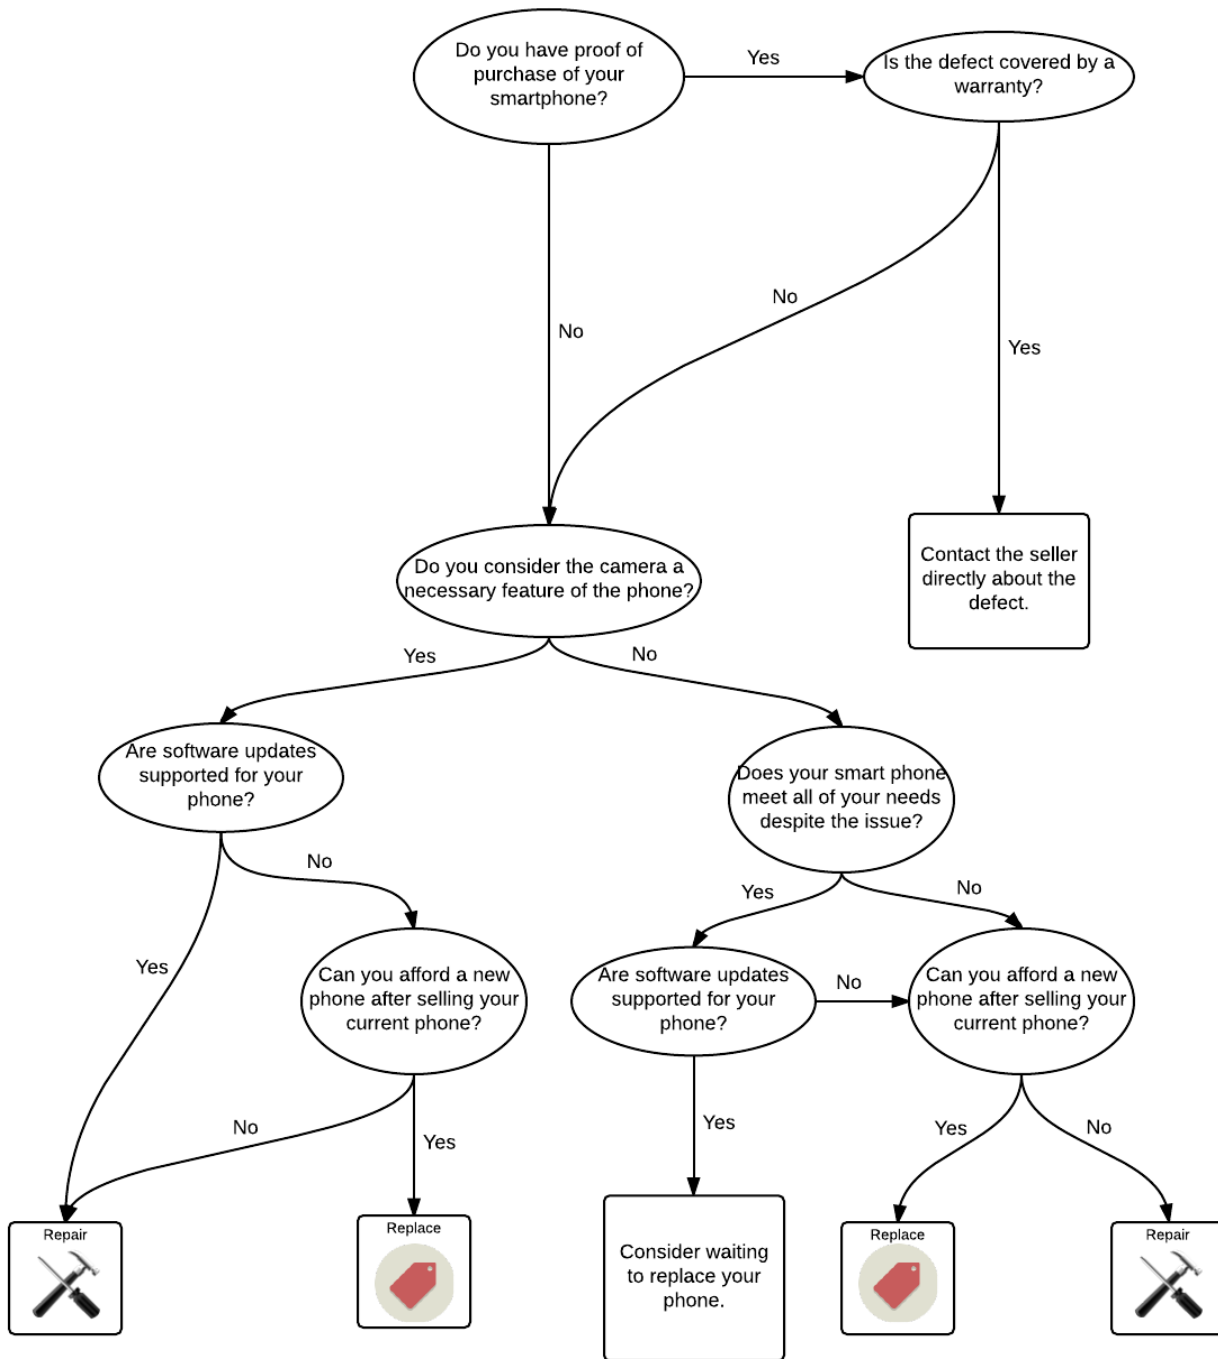 Do you have proof of
purchase of your
smartphone?
Yes
Is the defect covered by a
warranty?
No
No
Yes
Contact the seller
directly about the
defect.
Do you consider the camera a
necessary feature of the phone?
Yes
No
Are software updates
supported for your
phone?
Does your smart phone
meet all of your needs
despite the issue?
No
Yes
No
Yes
Can you afford a new
phone after selling your
current phone?
Are software updates
supported for your
phone?
No
Can you afford a new
phone after selling your
current phone?
No
Yes
Yes
Yes
No
Repair
Replace
Consider waiting
to replace your
phone.
Replace
Repair